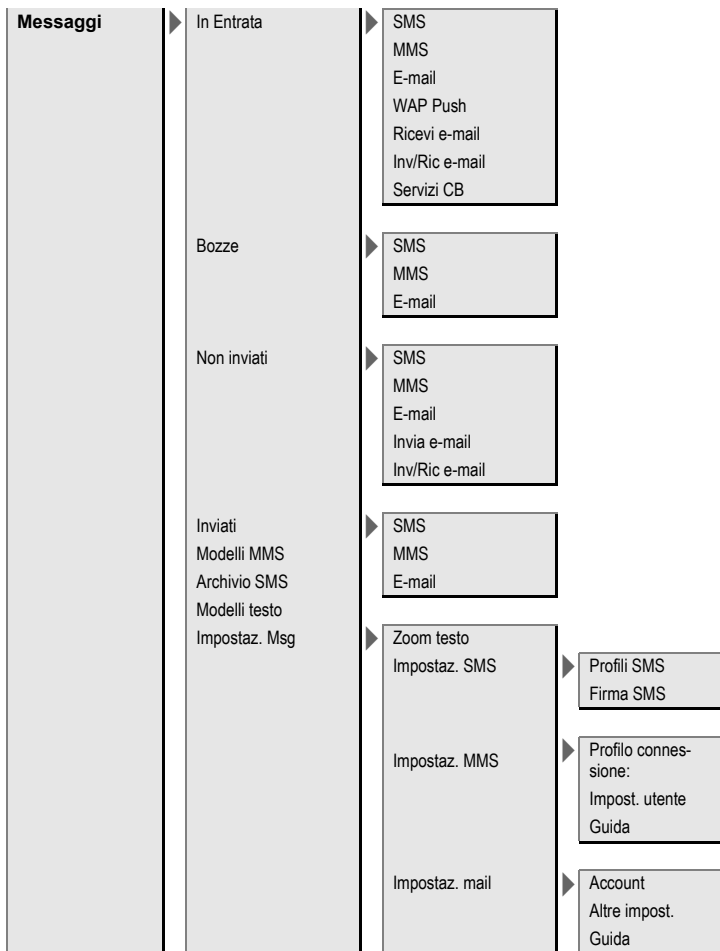 Messaggi
In Entrata
SMS
MMS
E-mail
WAP Push
Ricevi e-mail
Inv/Ric e-mail
Servizi CB
Bozze
SMS
MMS
E-mail
Non inviati
SMS
MMS
E-mail
Invia e-mail
Inv/Ric e-mail
Inviati
SMS
MMS
E-mail
Modelli MMS
Archivio SMS
Modelli testo
Impostaz. Msg
Zoom testo
Impostaz. SMS
Profili SMS
Firma SMS
Impostaz. MMS
Profilo connes-
sione:
Impost. utente
Guida
Impostaz. mail
Account
Altre impost.
Guida